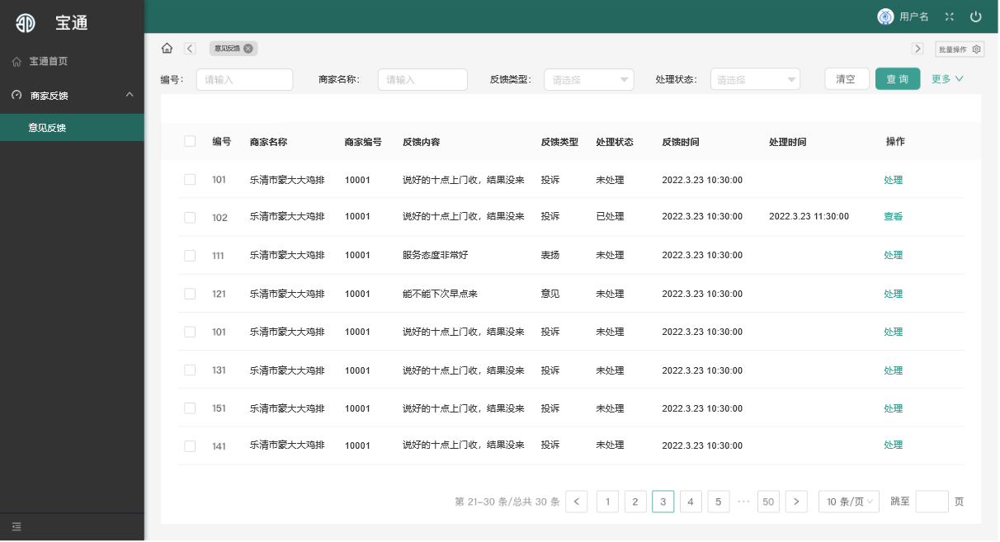 宝通
用户名
宝通首页
商家反馈
意见反馈
意见反馈
批量操作
编号： 请输入 商家名称： 请输入 反馈类型： 请选择 处理状态： 请选择 清空 查询 更多
编号 商家名称 商家编号 反馈内容 反馈类型 处理状态 反馈时间 处理时间 操作
101 乐清市蒙大大鸡排 10001 说好的十点上门收，结果没来 投诉 未处理 2022.3.23 10:30:00 处理
102 乐清市蒙大大鸡排 10001 说好的十点上门收，结果没来 投诉 已处理 2022.3.23 10:30:00 2022.3.23 11:30:00 查看
111 乐清市蒙大大鸡排 10001 服务态度非常好 表扬 未处理 2022.3.23 10:30:00 处理
121 乐清市蒙大大鸡排 10001 能不能下次早点来 意见 未处理 2022.3.23 10:30:00 处理
101 乐清市蒙大大鸡排 10001 说好的十点上门收，结果没来 投诉 未处理 2022.3.23 10:30:00 处理
131 乐清市蒙大大鸡排 10001 说好的十点上门收，结果没来 投诉 未处理 2022.3.23 10:30:00 处理
151 乐清市蒙大大鸡排 10001 说好的十点上门收，结果没来 投诉 未处理 2022.3.23 10:30:00 处理
141 乐清市蒙大大鸡排 10001 说好的十点上门收，结果没来 投诉 未处理 2022.3.23 10:30:00 处理
第 21-30 条/总共 30 条 < 1 2 3 4 5 ··· 50 > 10 条/页 跳至 页